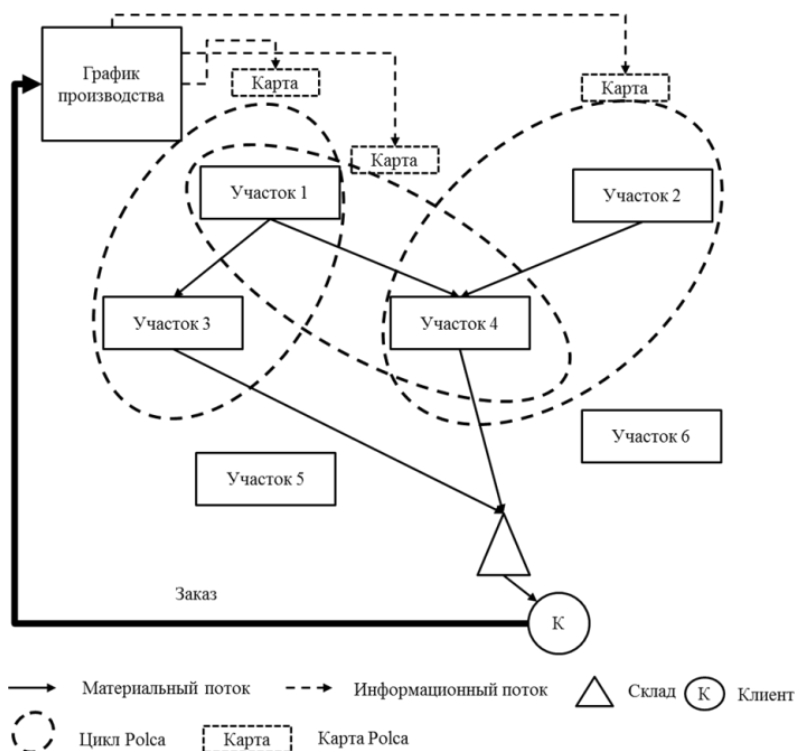 График
производства
Карта
Карта
Карта
Участок 1
Участок 2
Участок 3
Участок 4
Участок 6
Участок 5
Заказ
К
Материальный поток
Информационный поток
Склад
К
Клиент
Цикл Polca
Карта
Карта Polca